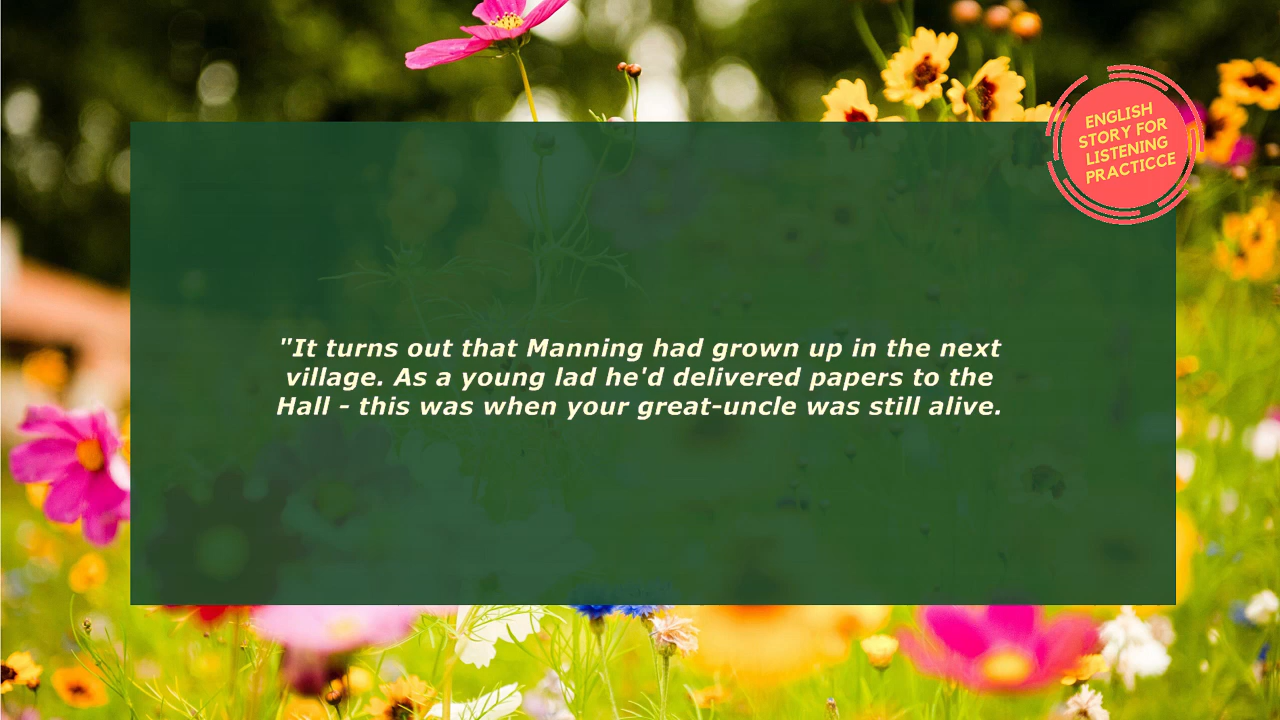 ENGLISH
STORY FOR
LISTENING
PRACTICCE
"It turns out that Manning had grown up in the next
village. As a young lad he'd delivered papers to the
Hall - this was when your great-uncle was still alive.